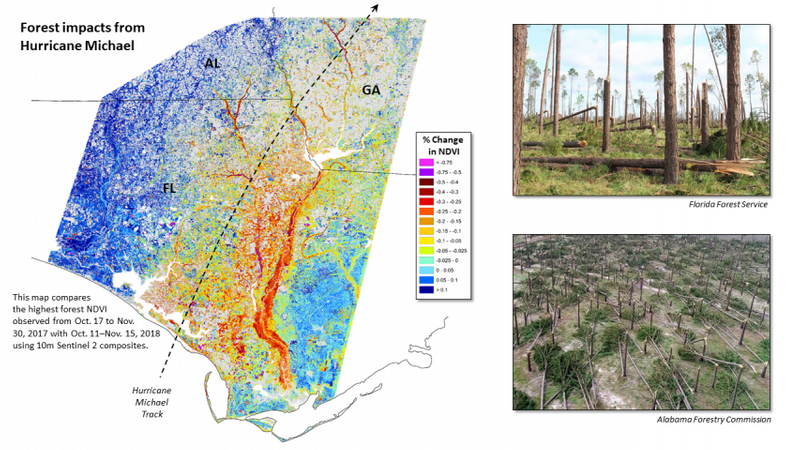 Forest impacts from
Hurricane Michael
AL
GA
FL
% Change
in NDVI
< -0.75
-0.75 - -0.5
-0.5 - -0.4
-0.4 - -0.3
-0.3 - -0.25
-0.25 - -0.2
-0.2 - -0.15
-0.15 - -0.1
-0.1 - -0.05
-0.05 - -0.025
-0.025 - 0
0 - 0.05
0.05 - 0.1
> 0.1
This map compares
the highest forest NDVI
observed from Oct. 17 to Nov.
30, 2017 with Oct. 11–Nov. 15, 2018
using 10m Sentinel 2 composites.
Hurricane
Michael
Track
Florida Forest Service
Alabama Forestry Commission